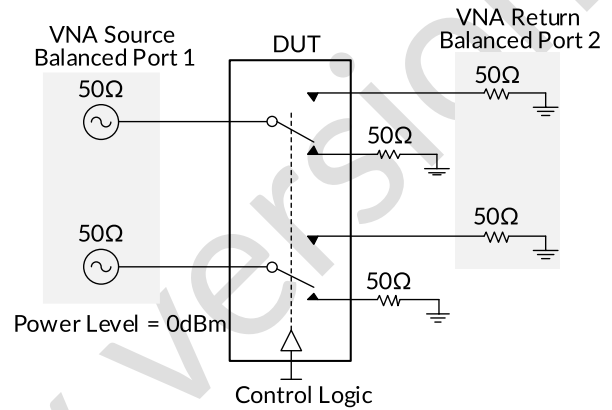 VNA Source
Balanced Port 1
DUT
VNA Return
Balanced Port 2
50Ω
50Ω
50Ω
50Ω
50Ω
50Ω
Power Level = 0dBm
Control Logic
version